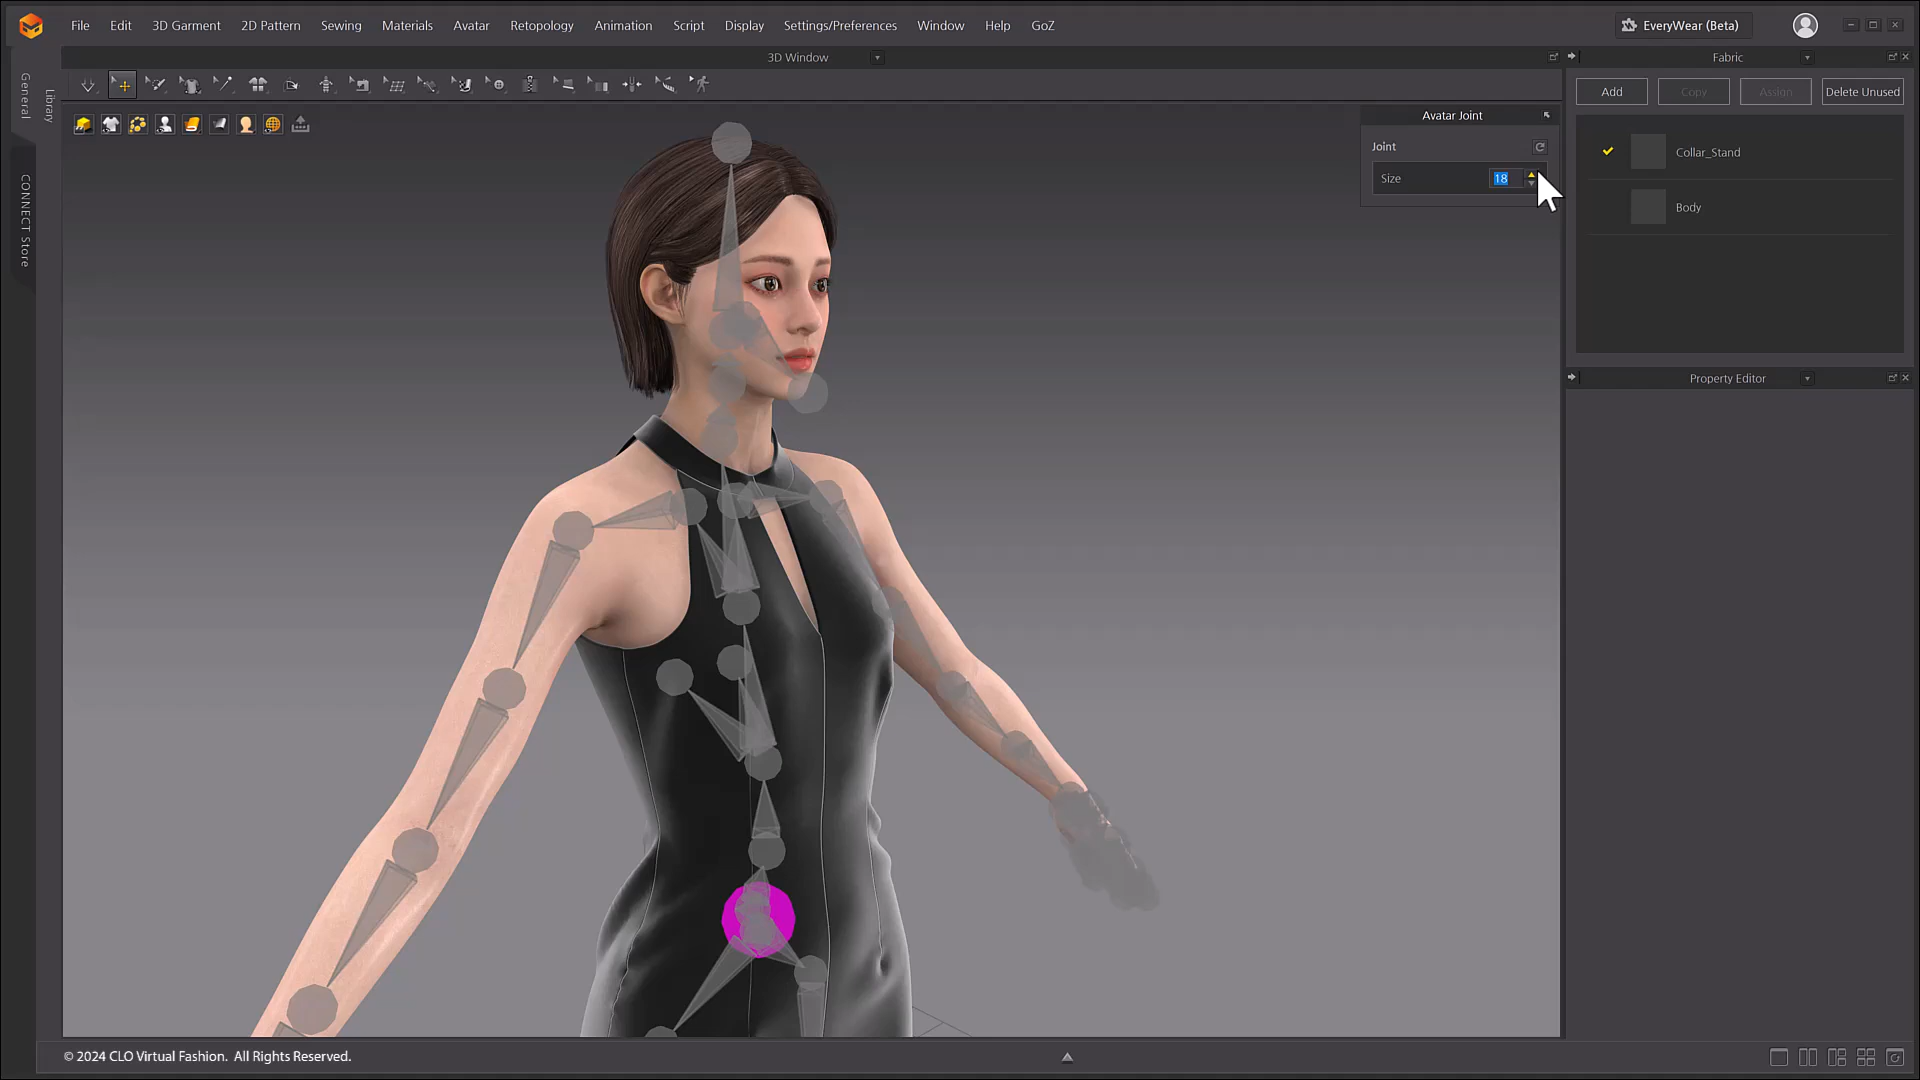 File Edit 3D Garment 2D Pattern Sewing Materials Avatar Retopology Animation Script Display Settings/Preferences Window Help GoZ EveryWear (Beta)
3D Window
Fabric
General
Library
CONNECT Store
Add Copy Assign Delete Unused
Avatar Joint
Joint
Size 18
Collar_Stand
Body
Property Editor
© 2024 CLO Virtual Fashion. All Rights Reserved.